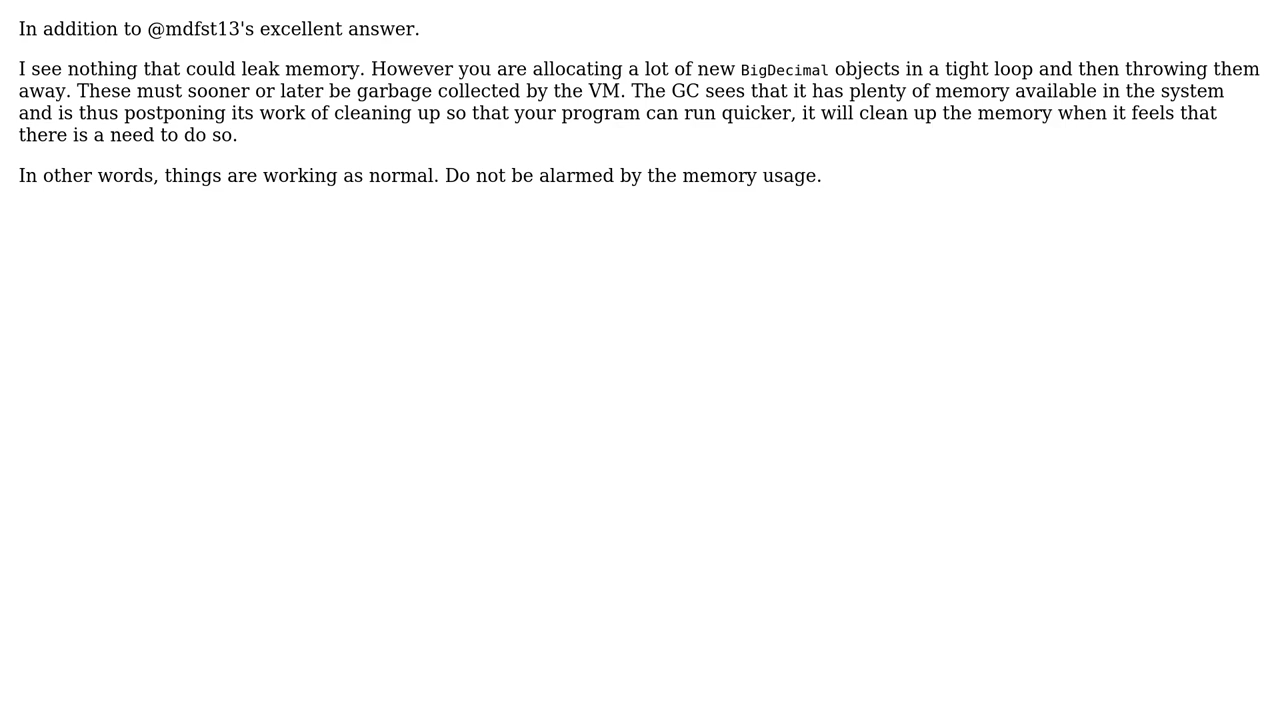 In addition to @mdfst13's excellent answer.
I see nothing that could leak memory. However you are allocating a lot of new BigDecimal objects in a tight loop and then throwing them
away. These must sooner or later be garbage collected by the VM. The GC sees that it has plenty of memory available in the system
and is thus postponing its work of cleaning up so that your program can run quicker, it will clean up the memory when it feels that
there is a need to do so.
In other words, things are working as normal. Do not be alarmed by the memory usage.